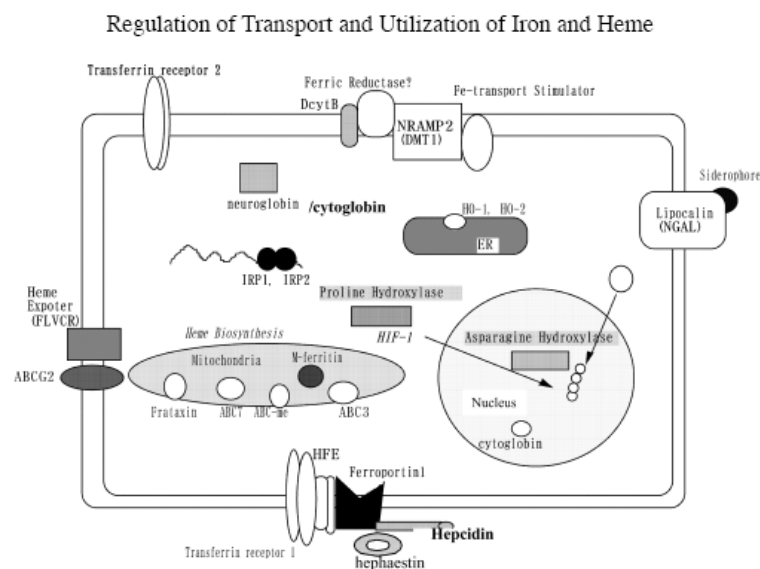 Regulation of Transport and Utilization of Iron and Heme
Transferrin receptor 2
Ferric Reductase?
DcytB
Fe-transport Stimulator
NRAMP2
(DMT1)
Siderophore
Lipocalin
(NGAL)
neuroglobin
/cytoglobin
HO-1, HO-2
ER
IRP1, IRP2
Heme
Expoter
(FLVCR)
ABCG2
Proline Hydroxylase
HIF-1
Heme Biosynthesis
Mitochondria
M-ferritin
Frataxin
ABC7
ABC-me
ABC3
Asparagine Hydroxylase
Nucleus
cytoglobin
HFE
Ferroportin1
Hepcidin
Transferrin receptor 1
hephaestin